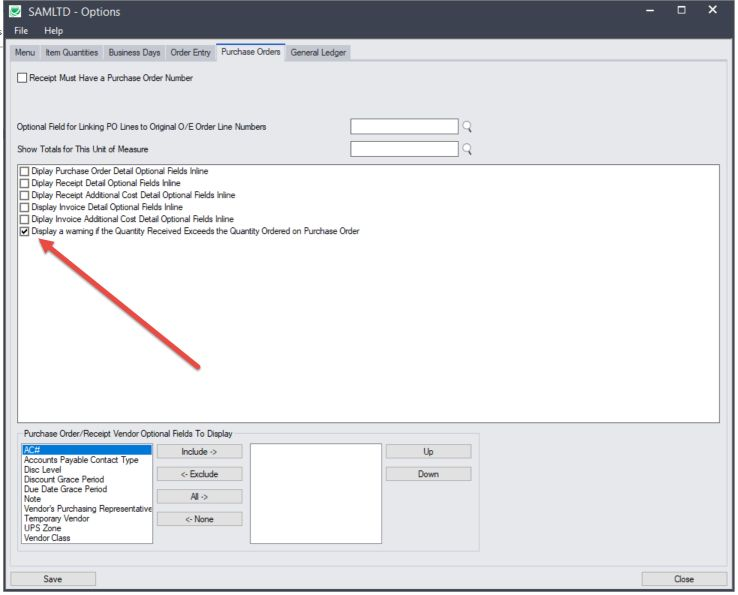 SAMLTD - Options
File Help
Menu Item Quantities Business Days Order Entry Purchase Orders General Ledger
Receipt Must Have a Purchase Order Number
Optional Field for Linking PO Lines to Original O/E Order Line Numbers
Show Totals for This Unit of Measure
Diplay Purchase Order Detail Optional Fields Inline
Diplay Receipt Detail Optional Fields Inline
Diplay Receipt Additional Cost Detail Optional Fields Inline
Display Invoice Detail Optional Fields Inline
Diplay Invoice Additional Cost Detail Optional Fields Inline
Display a warning if the Quantity Received Exceeds the Quantity Ordered on Purchase Order
Purchase Order/Receipt Vendor Optional Fields To Display
AC#
Accounts Payable Contact Type
Disc Level
Discount Grace Period
Due Date Grace Period
Note
Vendor's Purchasing Representative
Temporary Vendor
UPS Zone
Vendor Class
Include ->
<- Exclude
All ->
<- None
Up
Down
Save
Close